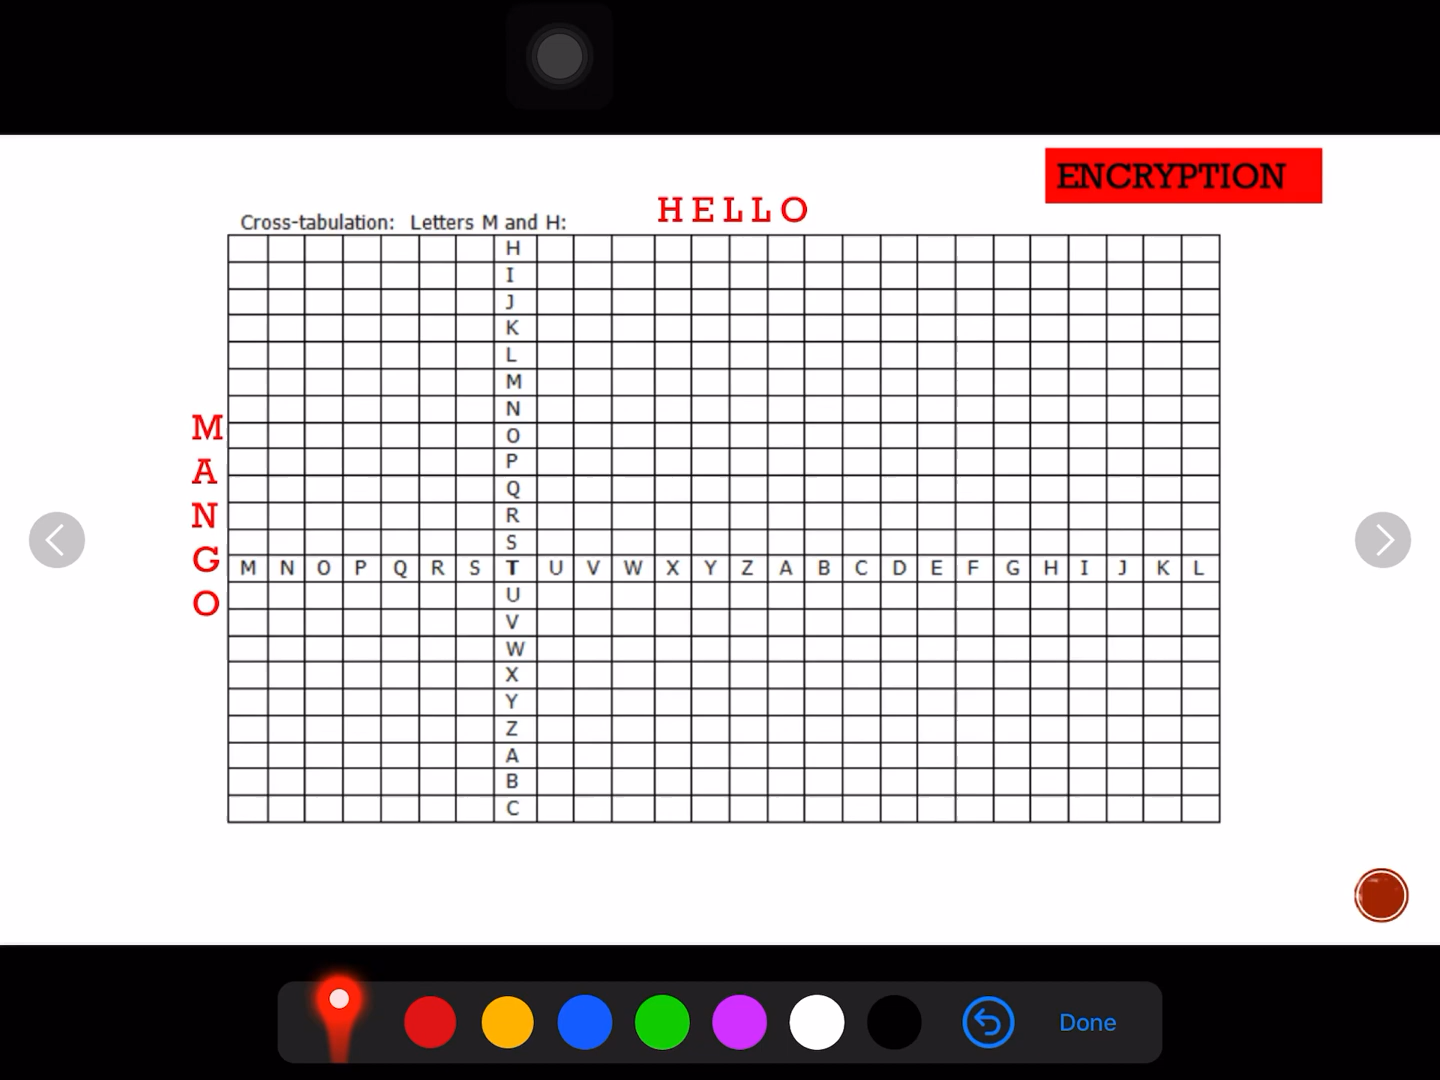 ENCRYPTION
HELLO
Cross-tabulation: Letters M and H:
H
I
J
K
L
M
N
O
P
Q
R
S
M N O P Q R S T U V W X Y Z A B C D E F G H I J K L
U
V
W
X
Y
Z
A
B
C
M
A
N
G
O
Done